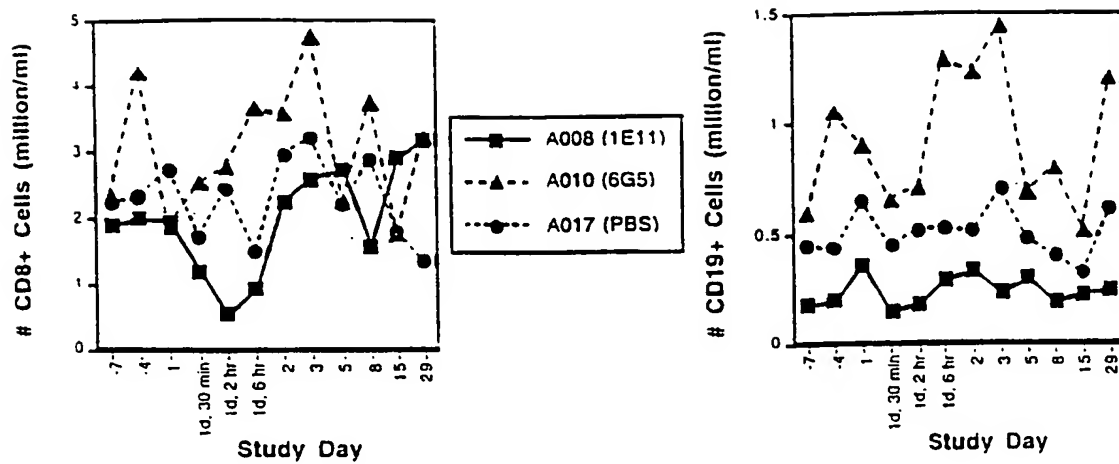 # CD8+ Cells (million/ml)
5
4
3
2
1
0
-7
-4
1
1d, 30 min
1d, 2 hr
1d, 6 hr
2
3
5
8
15
29
Study Day
A008 (1E11)
A010 (6G5)
A017 (PBS)
# CD19+ Cells (million/ml)
1.5
1
0.5
0
-7
-4
1
1d, 30 min
1d, 2 hr
1d, 6 hr
2
3
5
8
15
29
Study Day